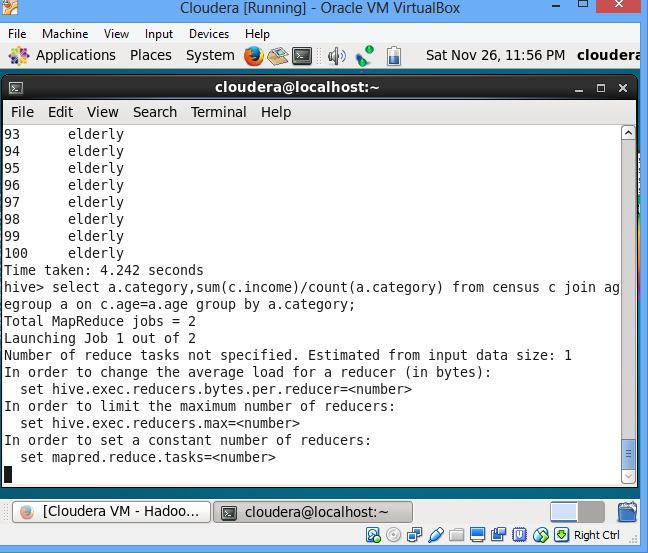 Cloudera [Running] - Oracle VM VirtualBox
File Machine View Input Devices Help
Applications Places System Sat Nov 26, 11:56 PM cloudera
cloudera@localhost:~
File Edit View Search Terminal Help
93 elderly
94 elderly
95 elderly
96 elderly
97 elderly
98 elderly
99 elderly
100 elderly
Time taken: 4.242 seconds
hive> select a.category,sum(c.income)/count(a.category) from census c join ag
egroup a on c.age=a.age group by a.category;
Total MapReduce jobs = 2
Launching Job 1 out of 2
Number of reduce tasks not specified. Estimated from input data size: 1
In order to change the average load for a reducer (in bytes):
  set hive.exec.reducers.bytes.per.reducer=<number>
In order to limit the maximum number of reducers:
  set hive.exec.reducers.max=<number>
In order to set a constant number of reducers:
  set mapred.reduce.tasks=<number>
[Cloudera VM - Hadoo... cloudera@localhost:~
Right Ctrl